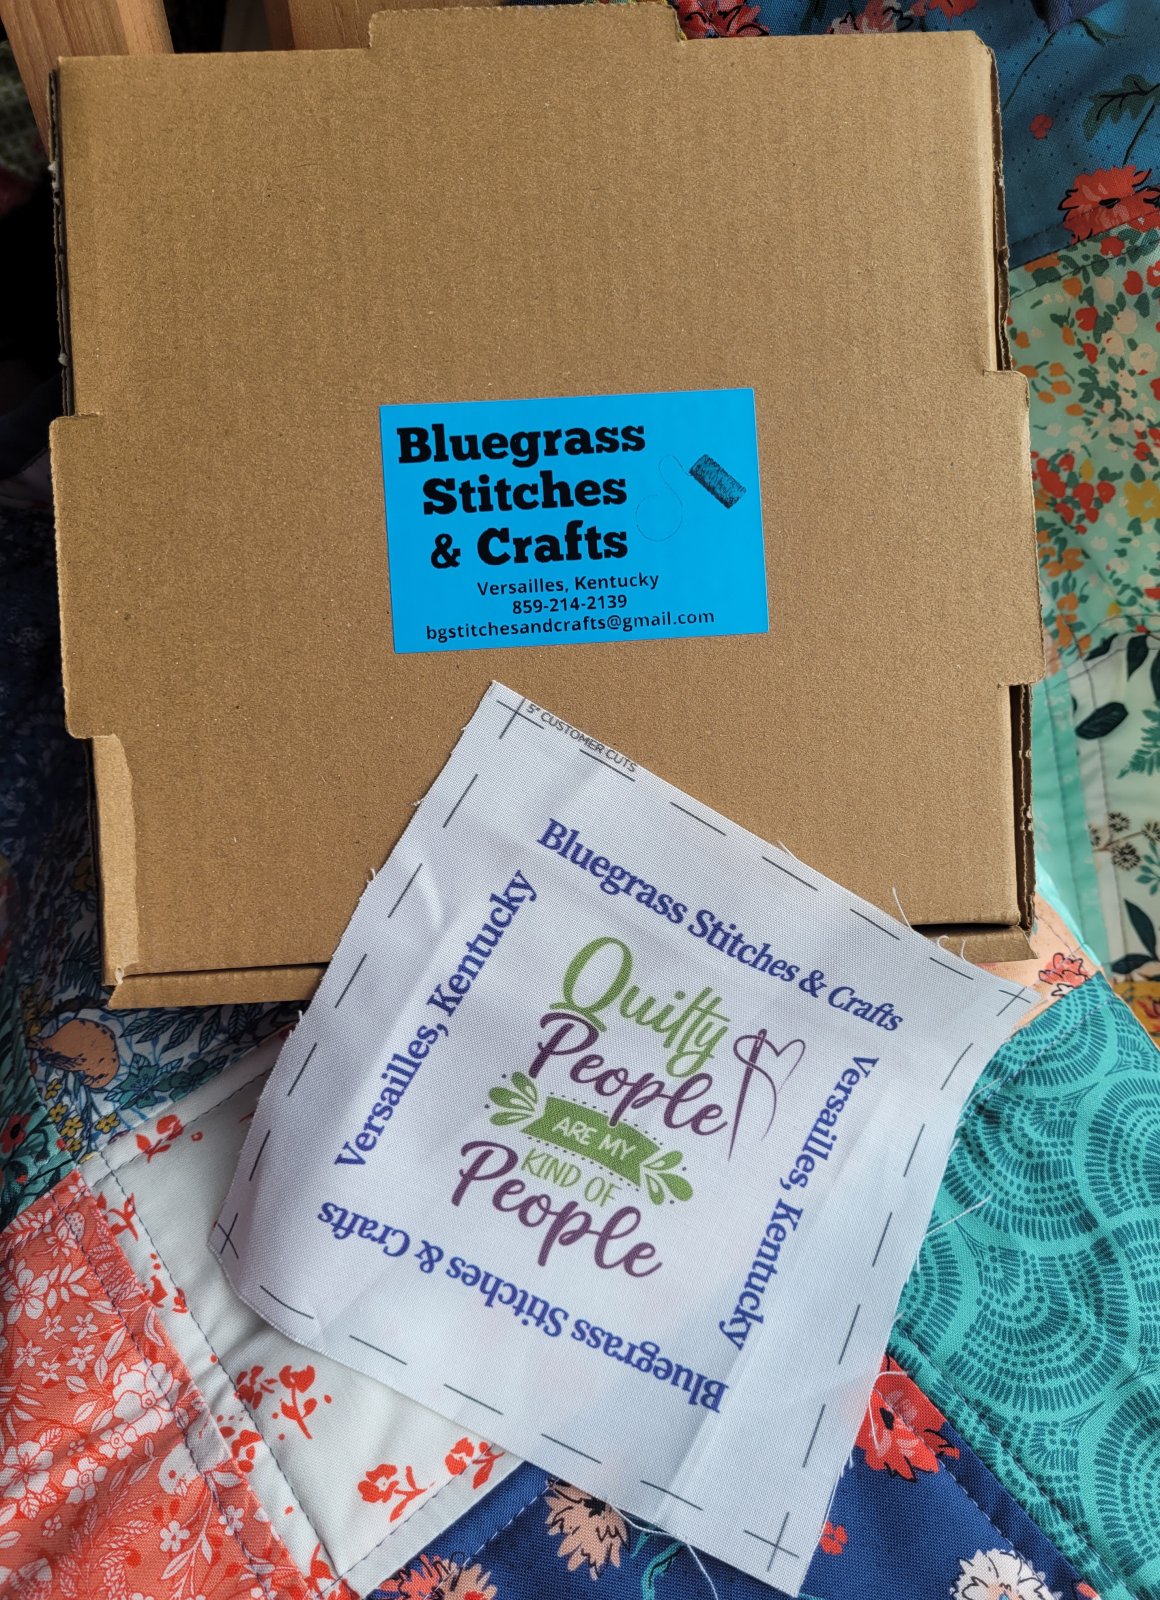 Bluegrass
Stitches
& Crafts
Versailles, Kentucky
859-214-2139
bgstitchesandcrafts@gmail.com
5" CUSTOMER CUTS
Bluegrass Stitches & Crafts
Versailles, Kentucky
Quilty
People
ARE MY
KIND OF
People
Versailles, Kentucky
Bluegrass Stitches & Crafts